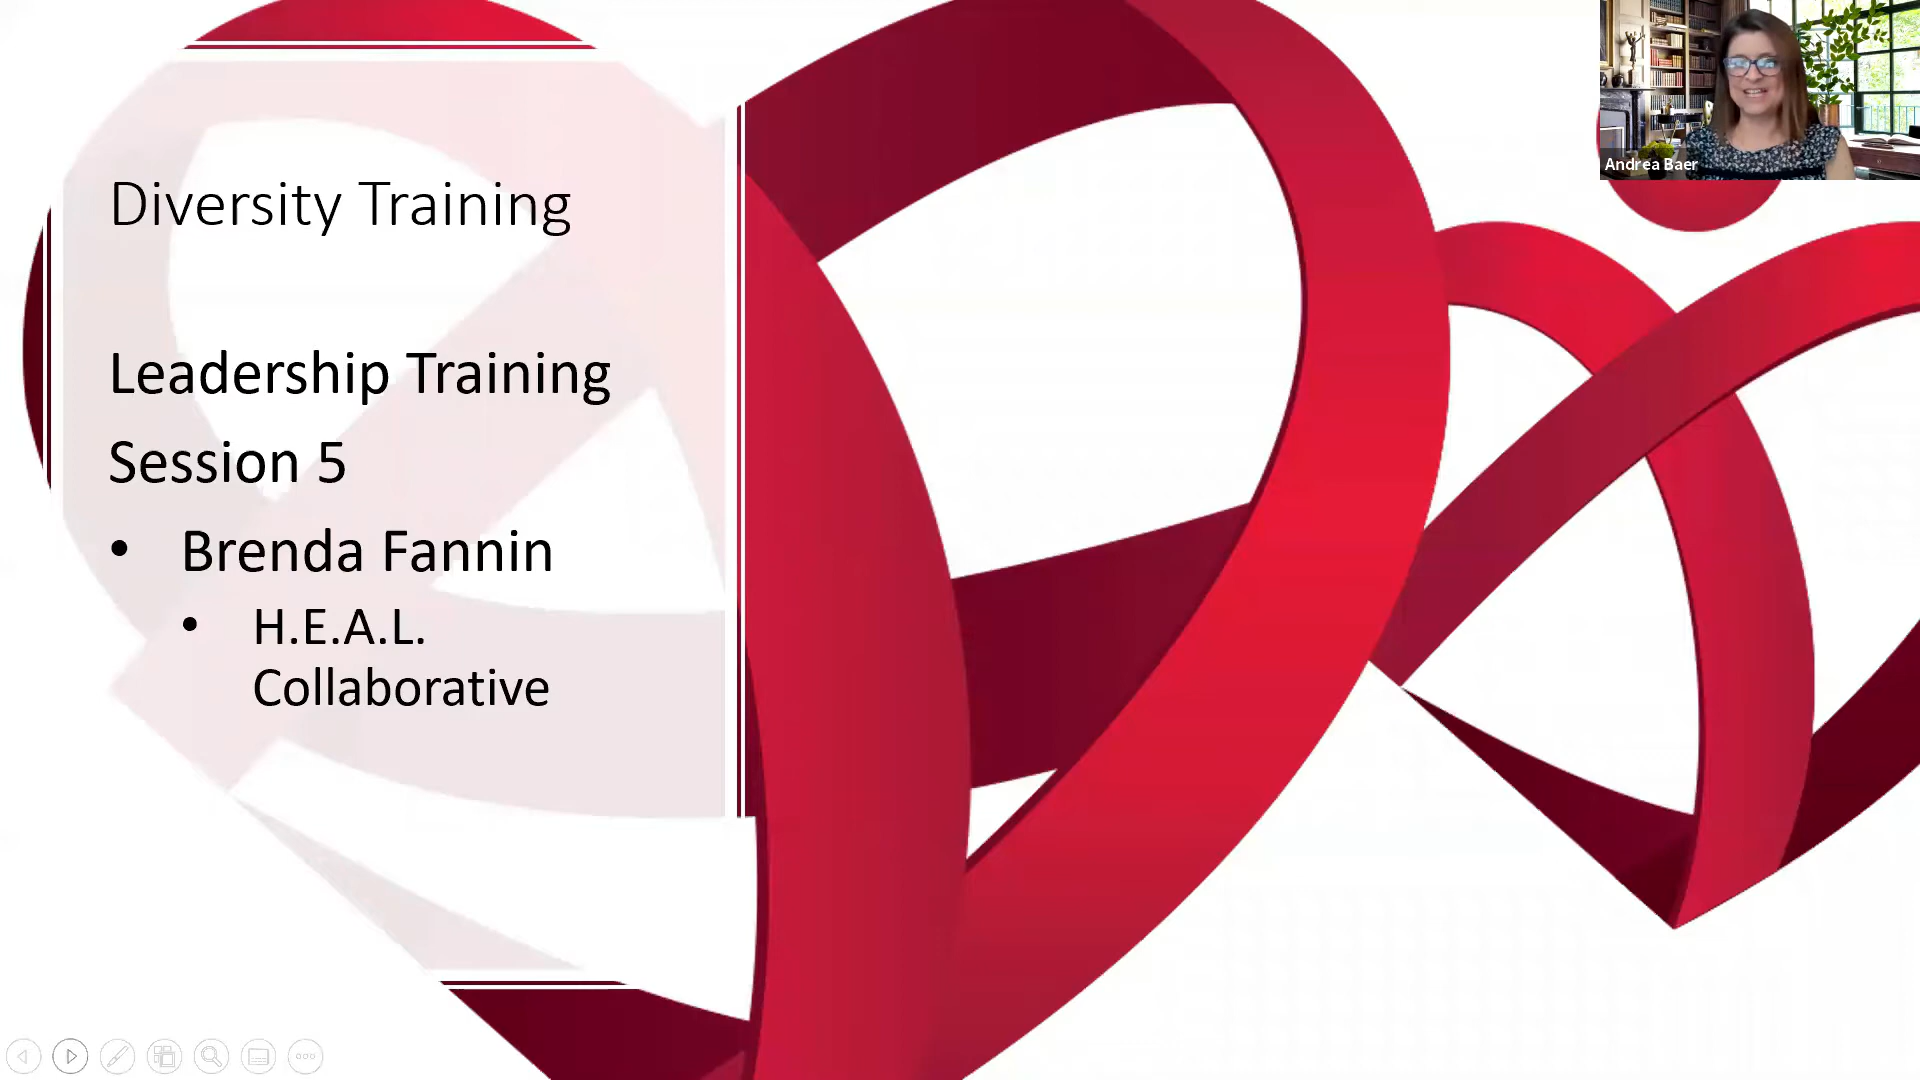 Diversity Training
Leadership Training
Session 5
• Brenda Fannin
• H.E.A.L.
Collaborative
Andrea Baer